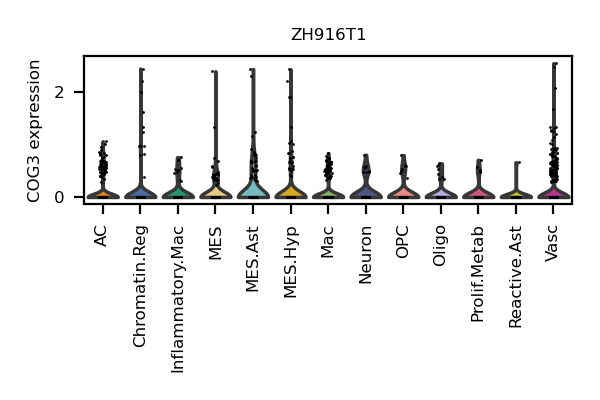 ZH916T1
COG3 expression
2
0
AC
Chromatin.Reg
Inflammatory.Mac
MES
MES.Ast
MES.Hyp
Mac
Neuron
OPC
Oligo
Prolif.Metab
Reactive.Ast
Vasc